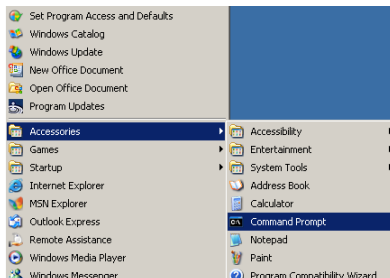 Set Program Access and Defaults
Windows Catalog
Windows Update
New Office Document
Open Office Document
Program Updates
Accessories
Games
Startup
Internet Explorer
MSN Explorer
Outlook Express
Remote Assistance
Windows Media Player
Windows Messenger
Accessibility
Entertainment
System Tools
Address Book
Calculator
Command Prompt
Notepad
Paint
Program Compatibility Wizard